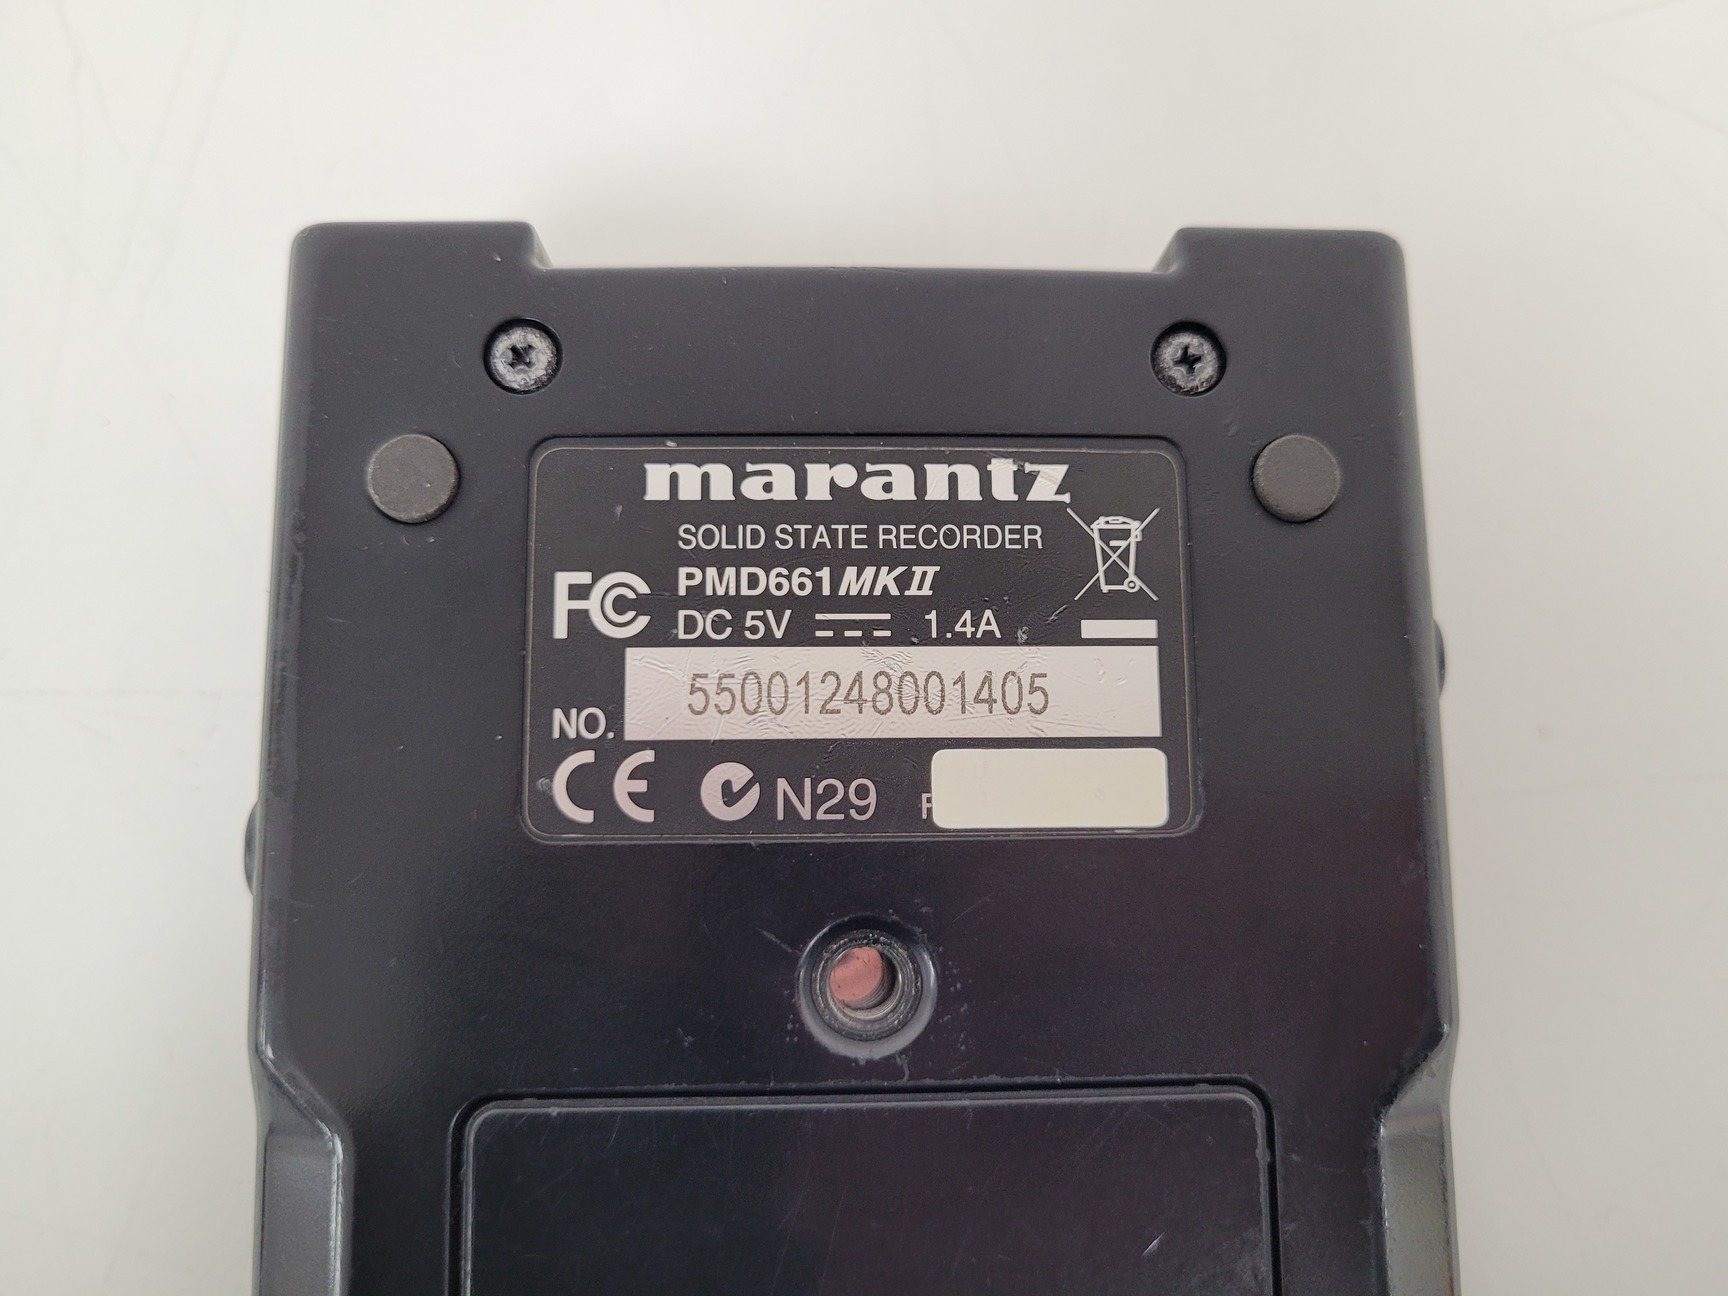 marantz
SOLID STATE RECORDER
FC PMD661MKII
DC 5V 1.4A
NO. 55001248001405
CE N29